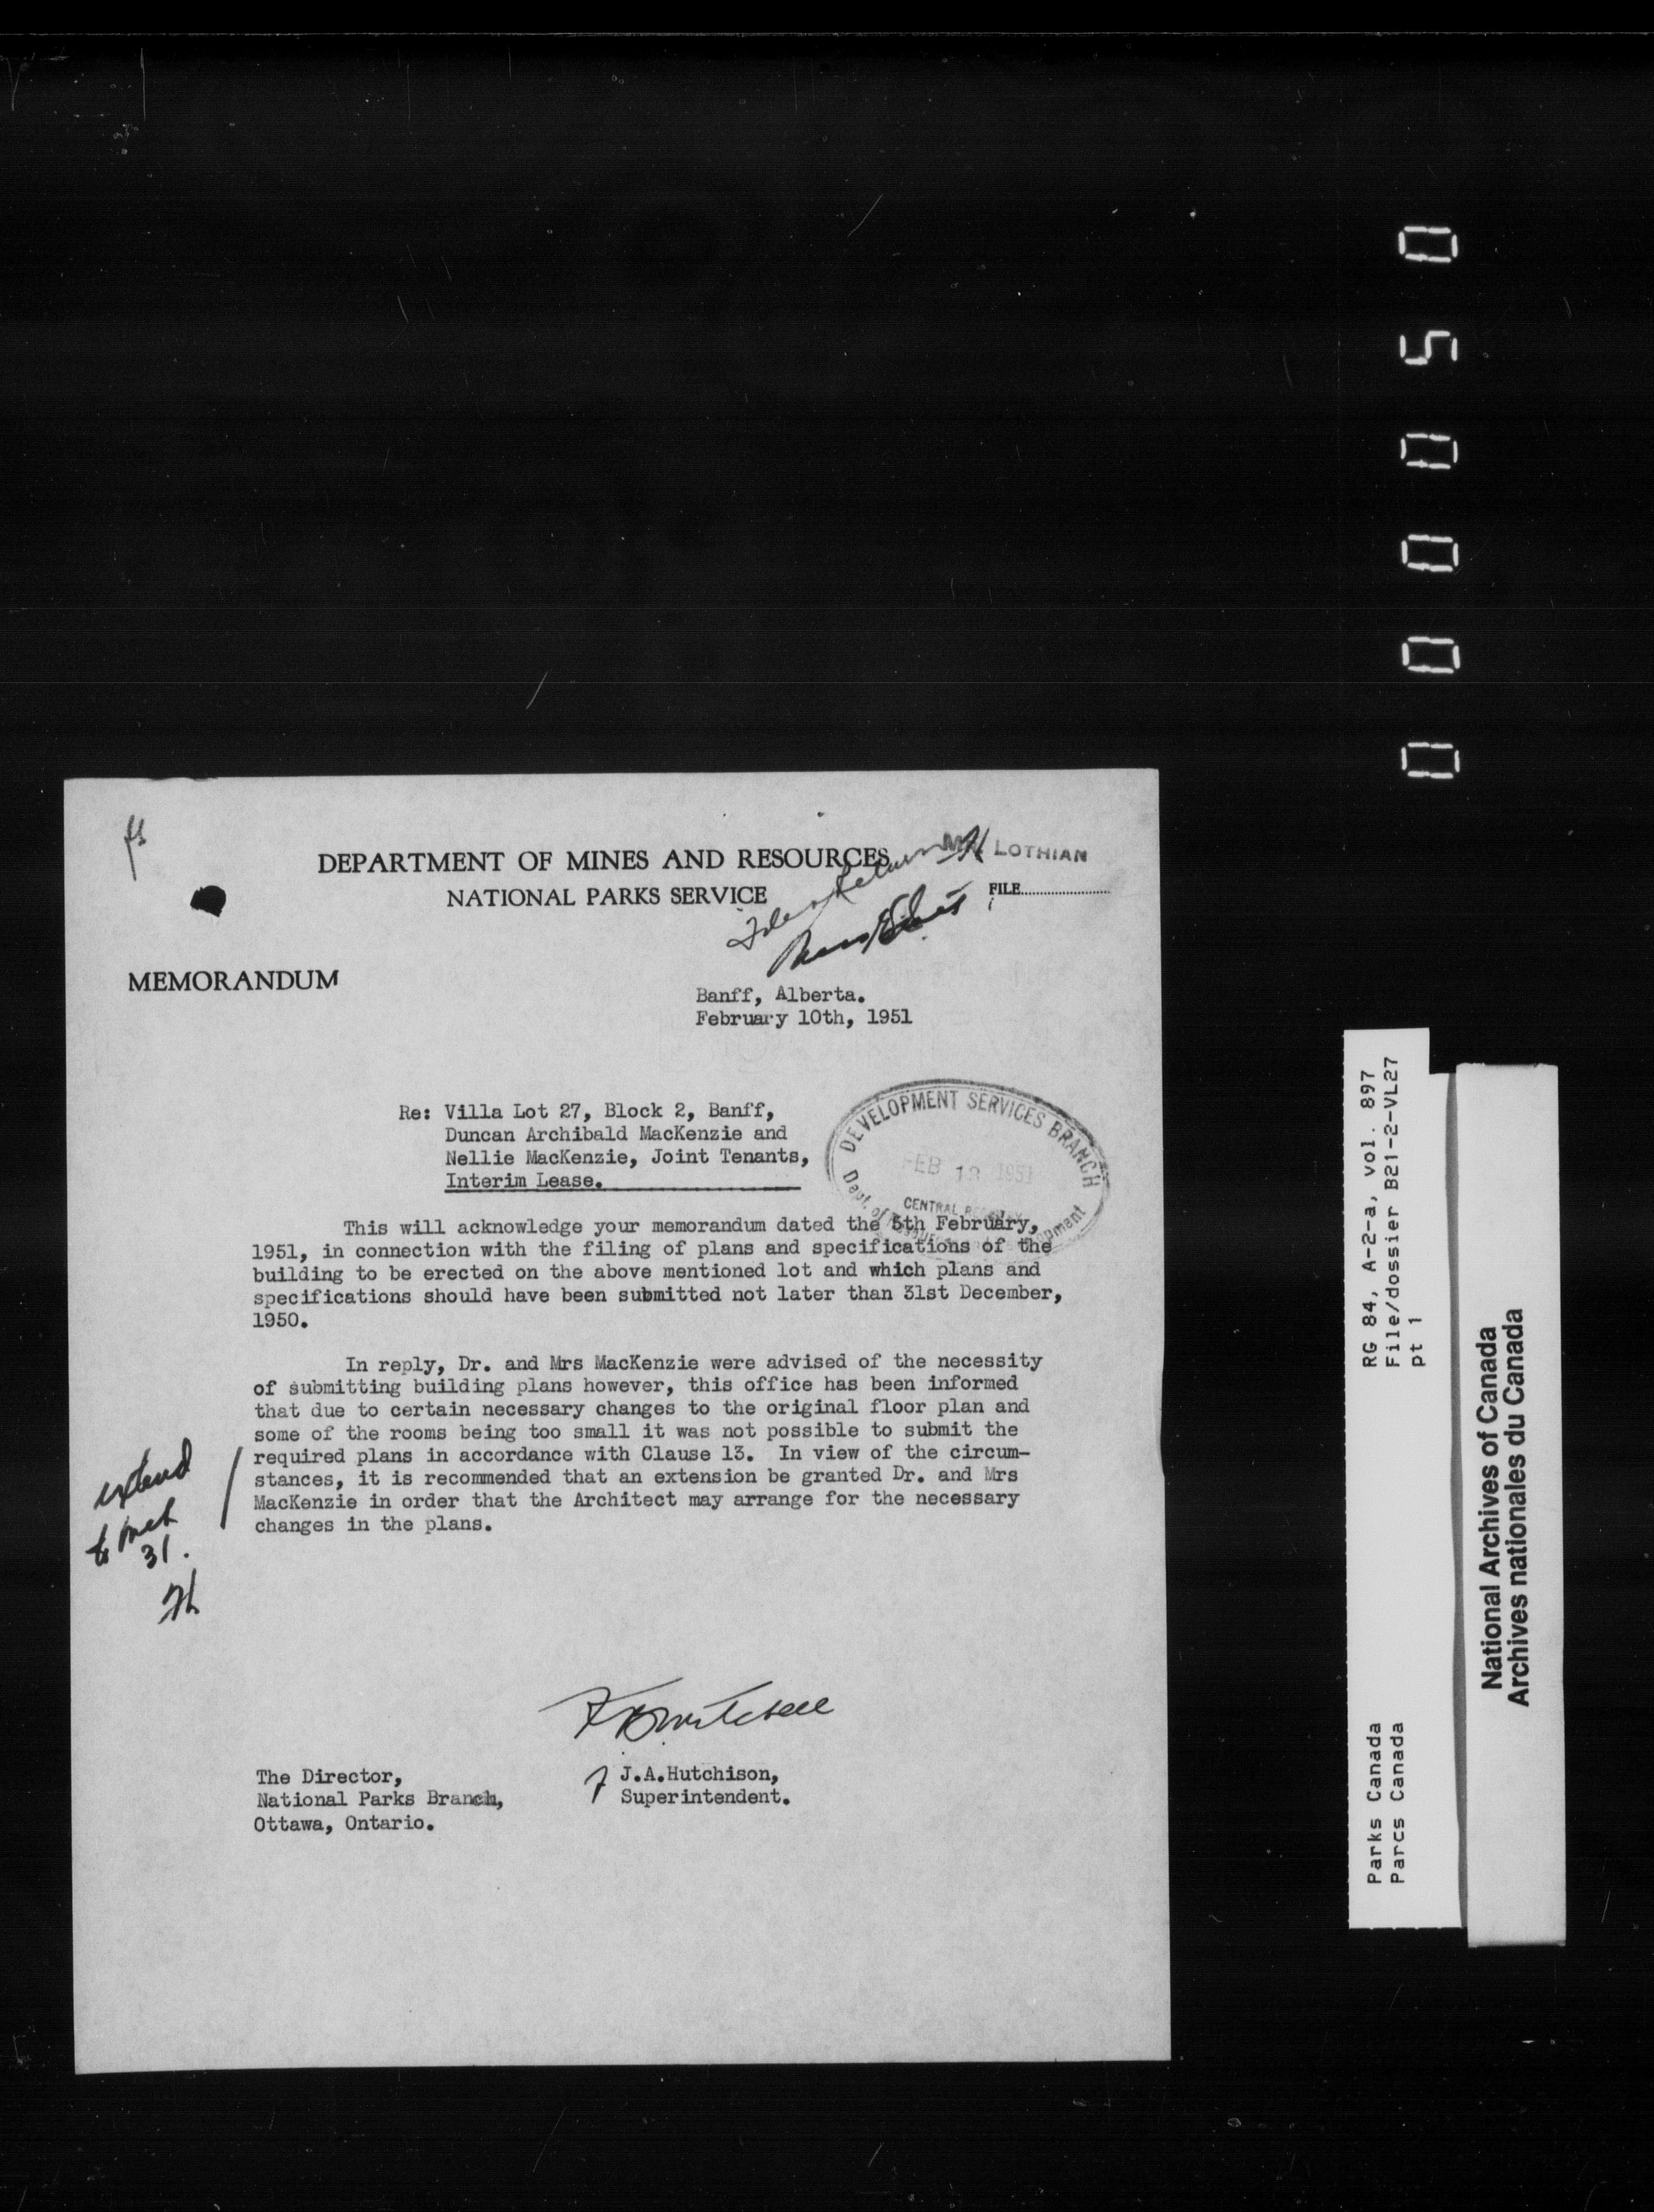 DEPARTMENT OF MINES AND RESOURCES
NATIONAL PARKS SERVICE
MR. LOTHIAN
FILE......................
MEMORANDUM
Banff, Alberta.
February 10th, 1951
Re: Villa Lot 27, Block 2, Banff,
Duncan Archibald MacKenzie and
Nellie MacKenzie, Joint Tenants,
Interim Lease.
DEVELOPMENT SERVICES BRANCH
FEB 1951
CENTRAL
Dept. of
This will acknowledge your memorandum dated the 5th February,
1951, in connection with the filing of plans and specifications of the
building to be erected on the above mentioned lot and which plans and
specifications should have been submitted not later than 31st December,
1950.
In reply, Dr. and Mrs MacKenzie were advised of the necessity
of submitting building plans however, this office has been informed
that due to certain necessary changes to the original floor plan and
some of the rooms being too small it was not possible to submit the
required plans in accordance with Clause 13. In view of the circum-
stances, it is recommended that an extension be granted Dr. and Mrs
MacKenzie in order that the Architect may arrange for the necessary
changes in the plans.
extend
to Mch
31.
J.A.Hutchison,
Superintendent.
The Director,
National Parks Branch,
Ottawa, Ontario.
000050
RG 84, A-2-a, vol. 897
File/dossier B21-2-VL27
pt 1
Parks Canada
Parcs Canada
National Archives of Canada
Archives nationales du Canada